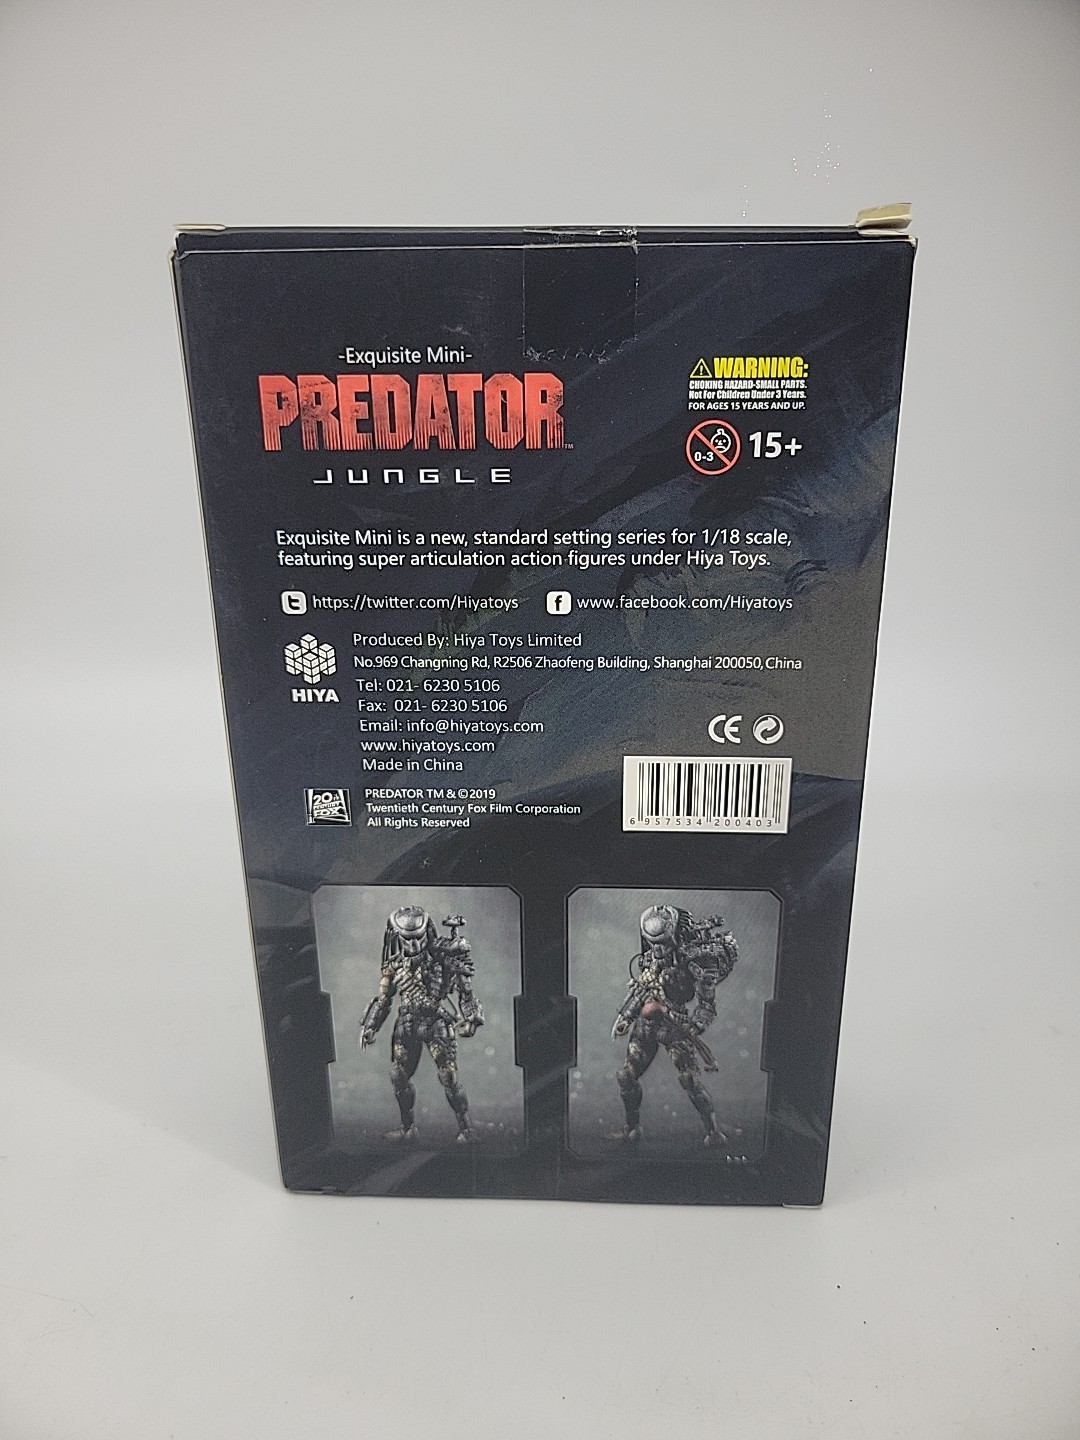 -Exquisite Mini-
PREDATOR™
JUNGLE
⚠WARNING:
CHOKING HAZARD-SMALL PARTS.
Not For Children Under 3 Years.
FOR AGES 15 YEARS AND UP.
0-3 15+
Exquisite Mini is a new, standard setting series for 1/18 scale,
featuring super articulation action figures under Hiya Toys.
https://twitter.com/Hiyatoys f www.facebook.com/Hiyatoys
HIYA
Produced By: Hiya Toys Limited
No.969 Changning Rd, R2506 Zhaofeng Building, Shanghai 200050, China
Tel: 021- 6230 5106
Fax: 021- 6230 5106
Email: info@hiyatoys.com
www.hiyatoys.com
Made in China
CE
6 957534 200403
20th
CENTURY
FOX
PREDATOR TM & ©2019
Twentieth Century Fox Film Corporation
All Rights Reserved